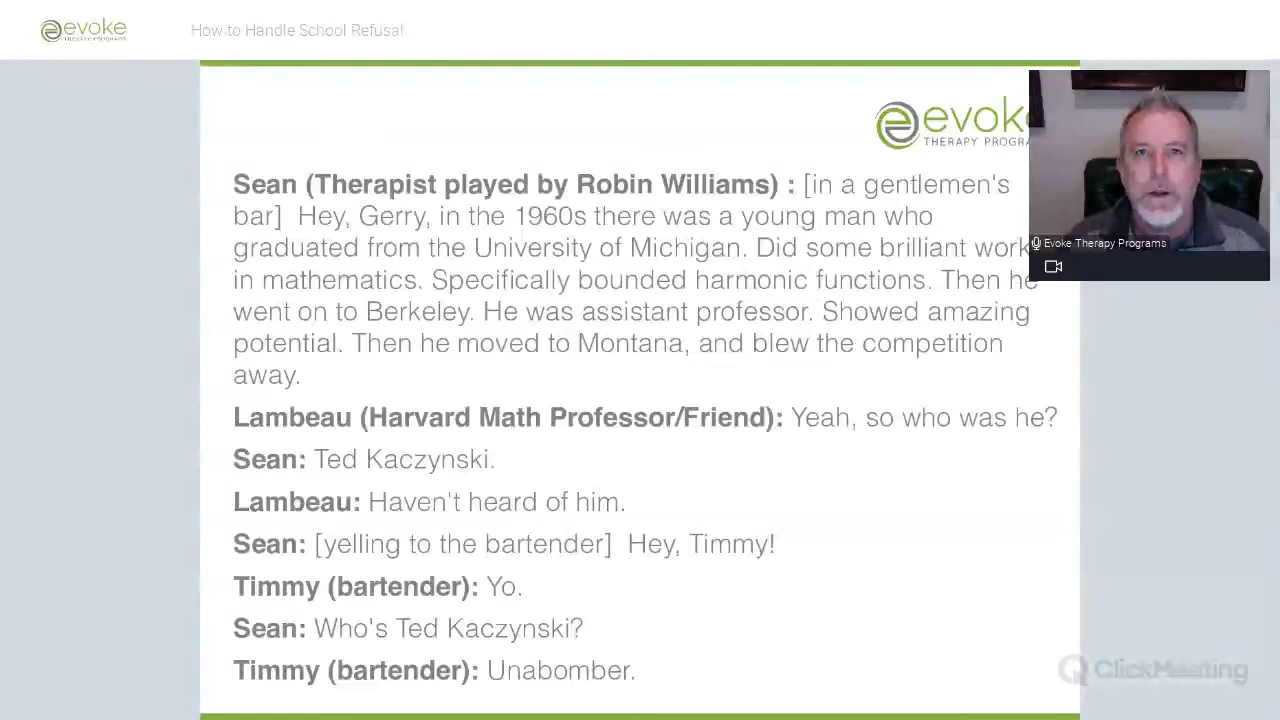 evoke
THERAPY PROGRAMS
How to Handle School Refusal
evoke
THERAPY PROGRA
Sean (Therapist played by Robin Williams) : [in a gentlemen's
bar]  Hey, Gerry, in the 1960s there was a young man who
graduated from the University of Michigan. Did some brilliant work
in mathematics. Specifically bounded harmonic functions. Then he
went on to Berkeley. He was assistant professor. Showed amazing
potential. Then he moved to Montana, and blew the competition
away.
Lambeau (Harvard Math Professor/Friend): Yeah, so who was he?
Sean: Ted Kaczynski.
Lambeau: Haven't heard of him.
Sean: [yelling to the bartender]  Hey, Timmy!
Timmy (bartender): Yo.
Sean: Who's Ted Kaczynski?
Timmy (bartender): Unabomber.
Evoke Therapy Programs
ClickMeeting